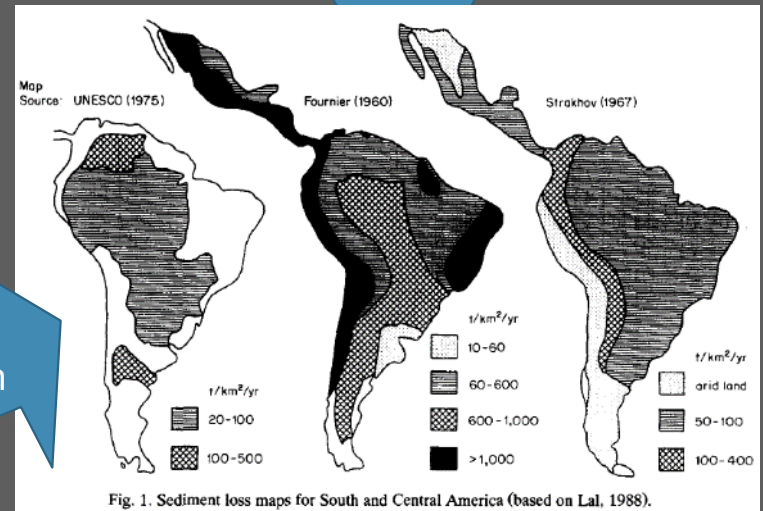 Map
Source: UNESCO (1975)
Fournier (1960)
Strakhov (1967)
t/km²/yr
20-100
100-500
t/km²/yr
10-60
60-600
600-1,000
>1,000
t/km²/yr
arid land
50-100
100-400
Fig. 1. Sediment loss maps for South and Central America (based on Lal, 1988).